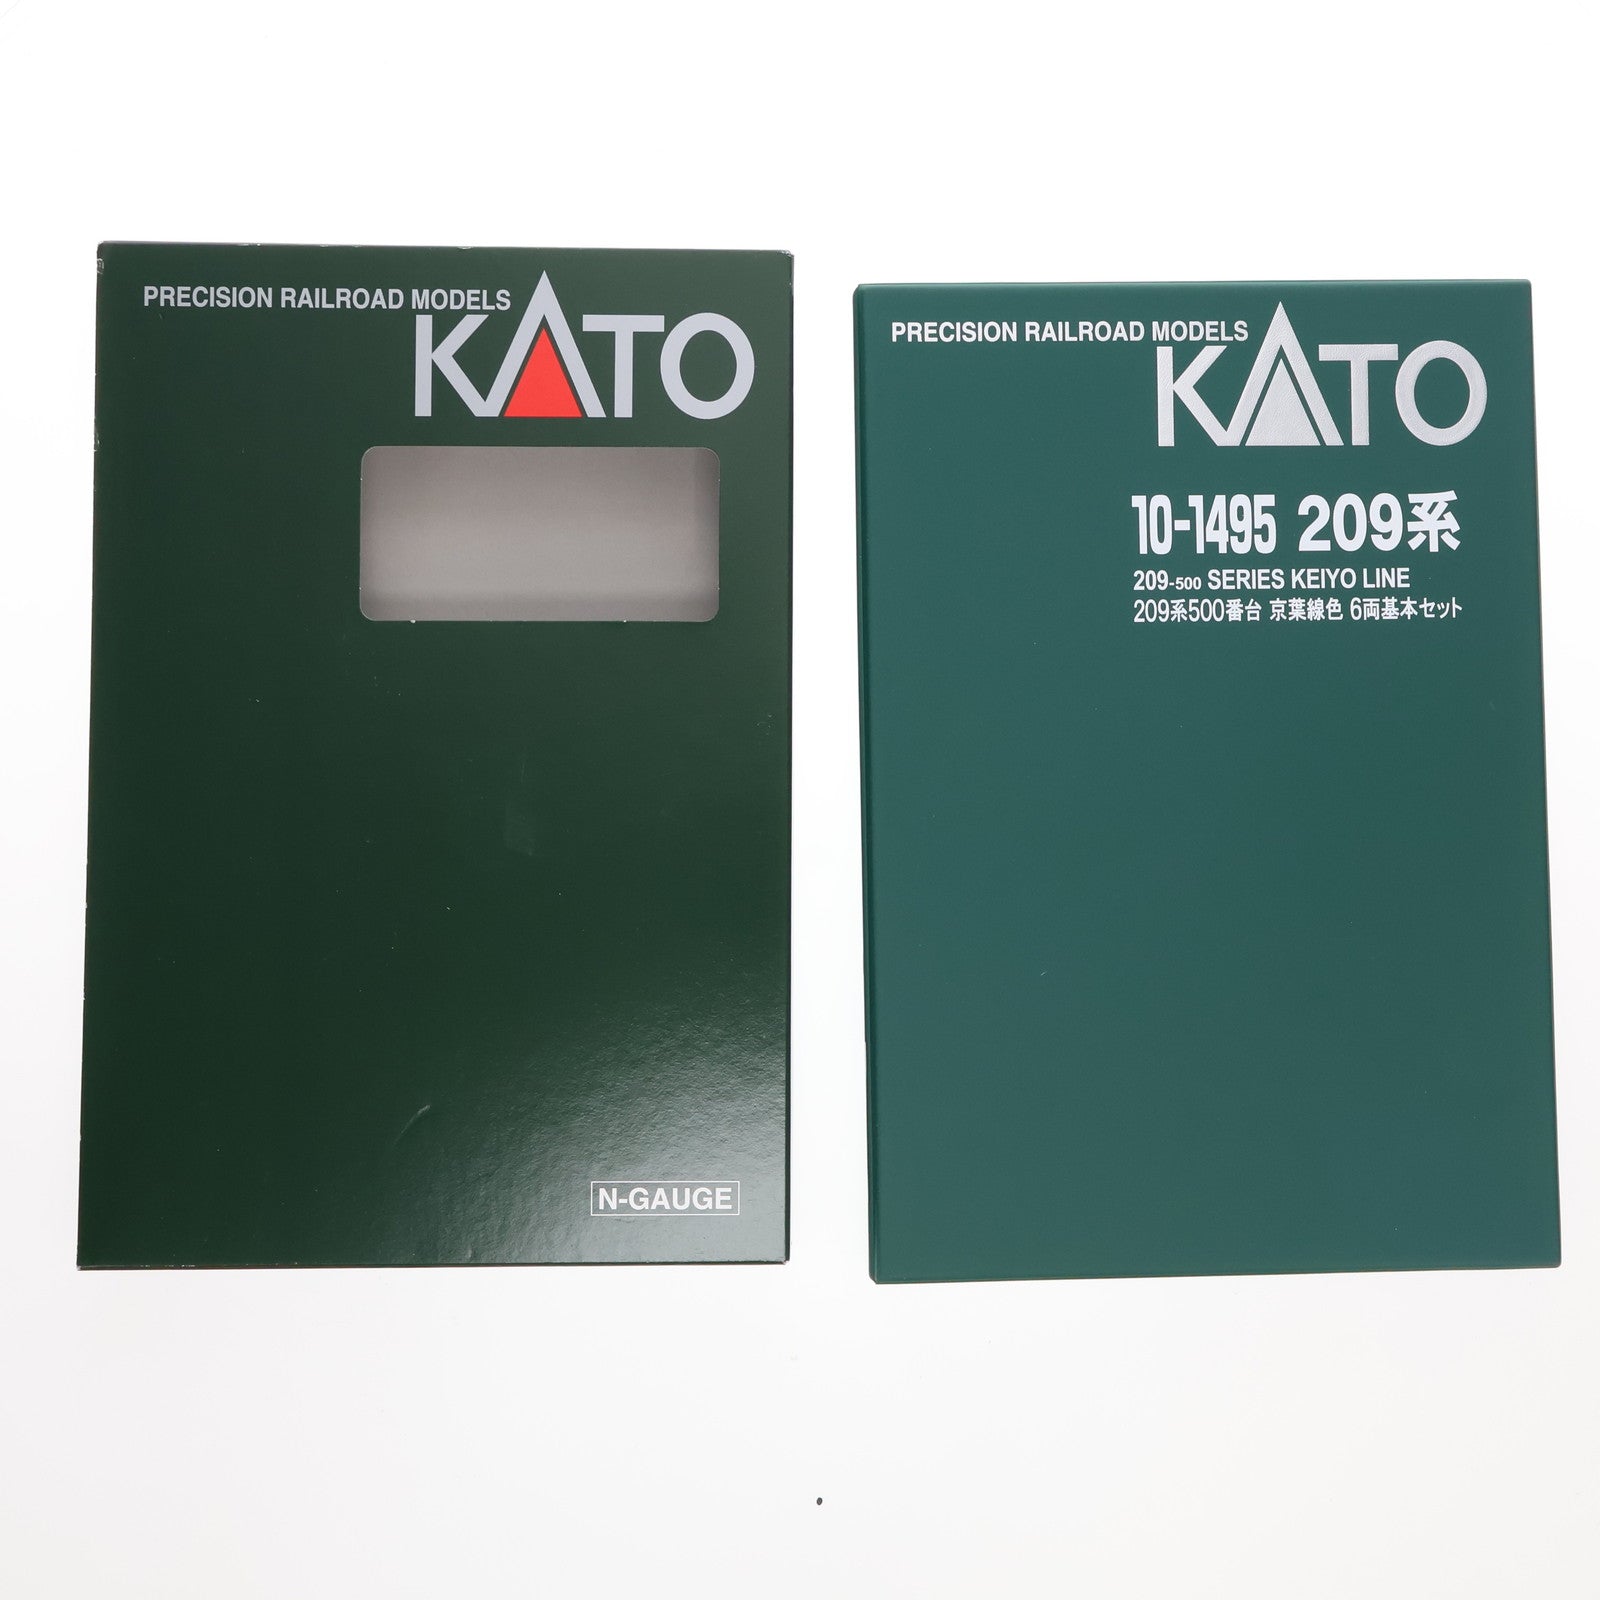 PRECISION RAILROAD MODELS
KATO
N-GAUGE
PRECISION RAILROAD MODELS
KATO
10-1495 209系
209-500 SERIES KEIYO LINE
209系500番台 京葉線色 6両基本セット